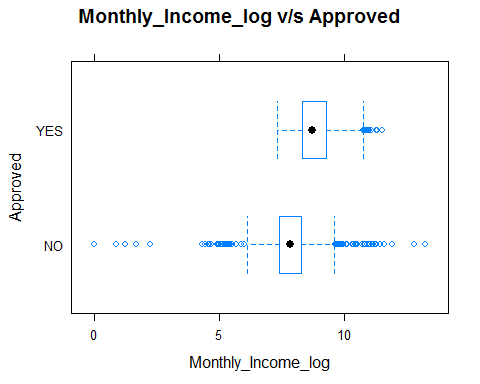 Monthly_Income_log v/s Approved
YES
NO
Approved
0
5
10
Monthly_Income_log